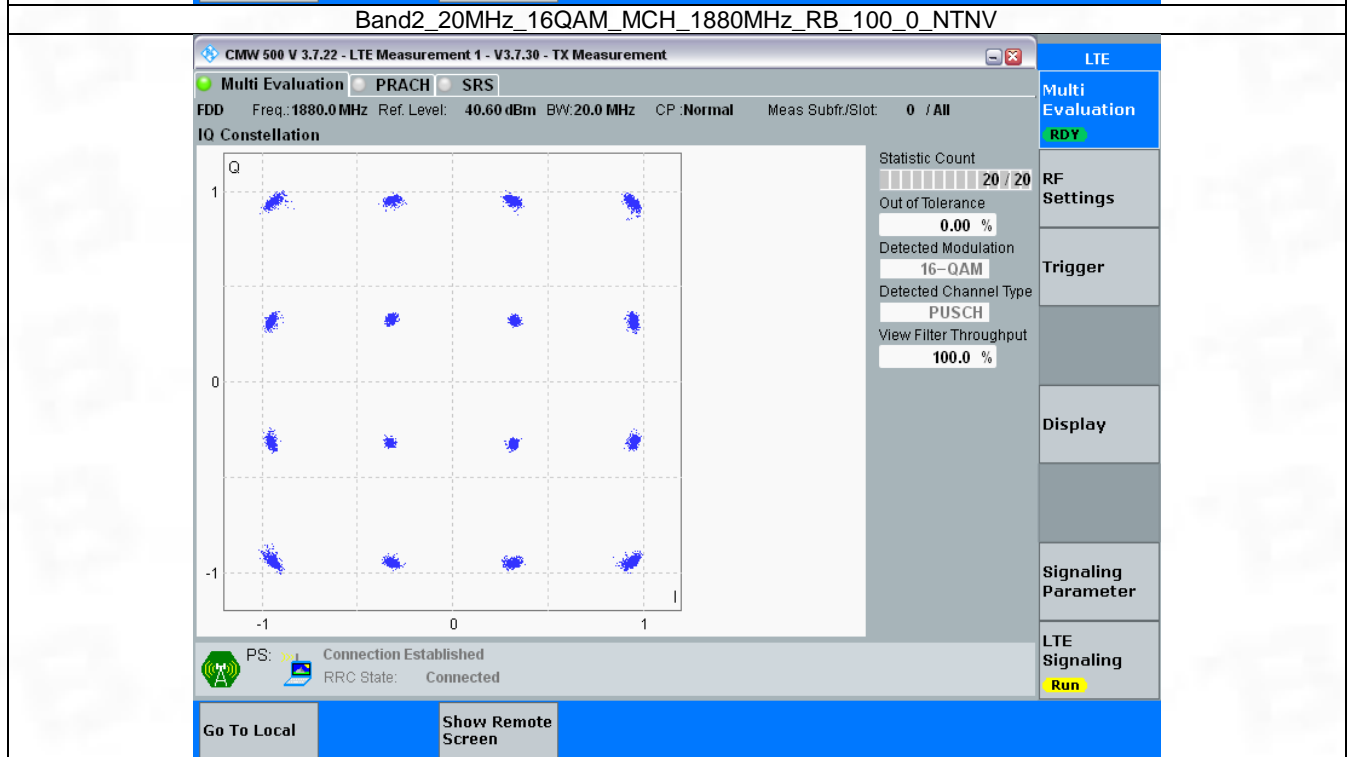 Band2_20MHz_16QAM_MCH_1880MHz_RB_100_0_NTNV
CMW 500 V 3.7.22 - LTE Measurement 1 - V3.7.30 - TX Measurement
LTE
Multi Evaluation PRACH SRS
FDD Freq.:1880.0 MHz Ref. Level: 40.60 dBm BW:20.0 MHz CP :Normal Meas Subfr./Slot: 0 / All
IQ Constellation
Q
1
0
-1
I
-1 0 1
Statistic Count
20 / 20
Out of Tolerance
0.00 %
Detected Modulation
16-QAM
Detected Channel Type
PUSCH
View Filter Throughput
100.0 %
Multi
Evaluation
RDY
RF
Settings
Trigger
Display
Signaling
Parameter
LTE
Signaling
Run
PS: Connection Established
RRC State: Connected
Go To Local
Show Remote
Screen